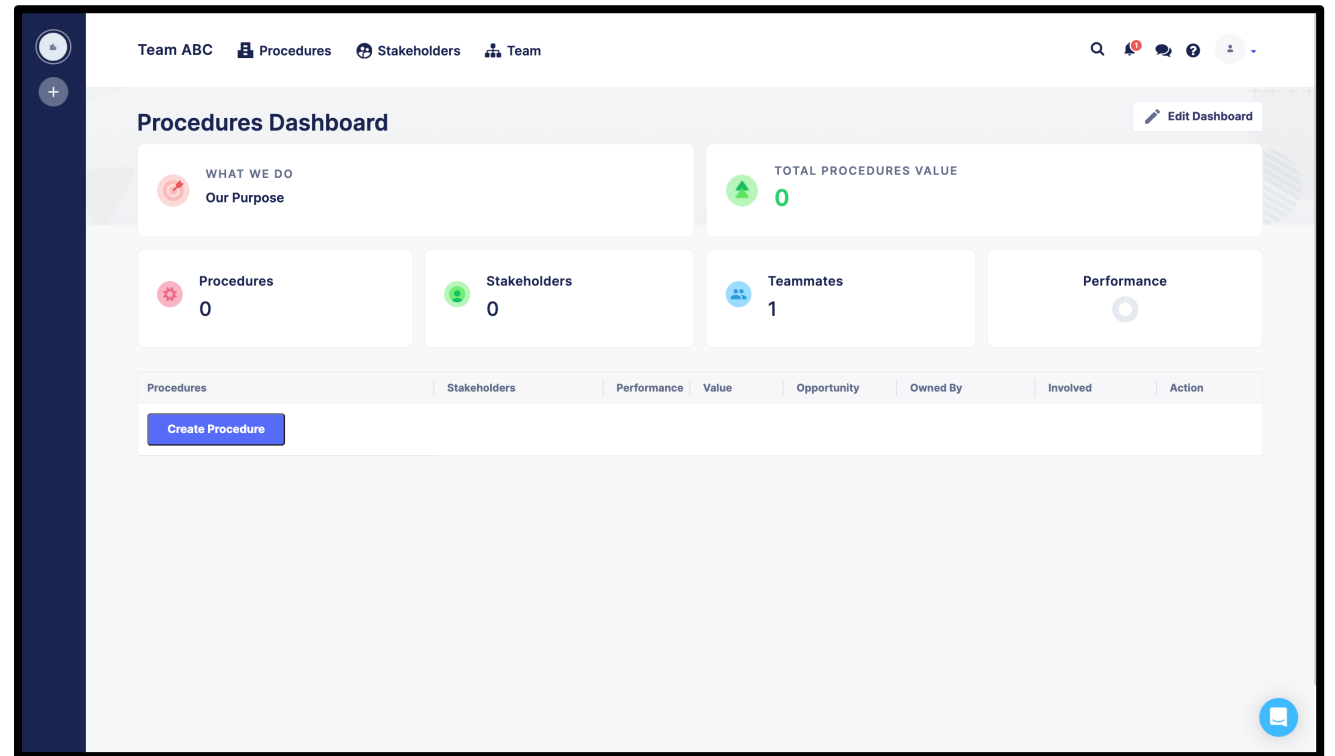 Team ABC Procedures Stakeholders Team 1
Procedures Dashboard Edit Dashboard
WHAT WE DO
Our Purpose
TOTAL PROCEDURES VALUE
0
Procedures
0
Stakeholders
0
Teammates
1
Performance
Procedures Stakeholders Performance Value Opportunity Owned By Involved Action
Create Procedure